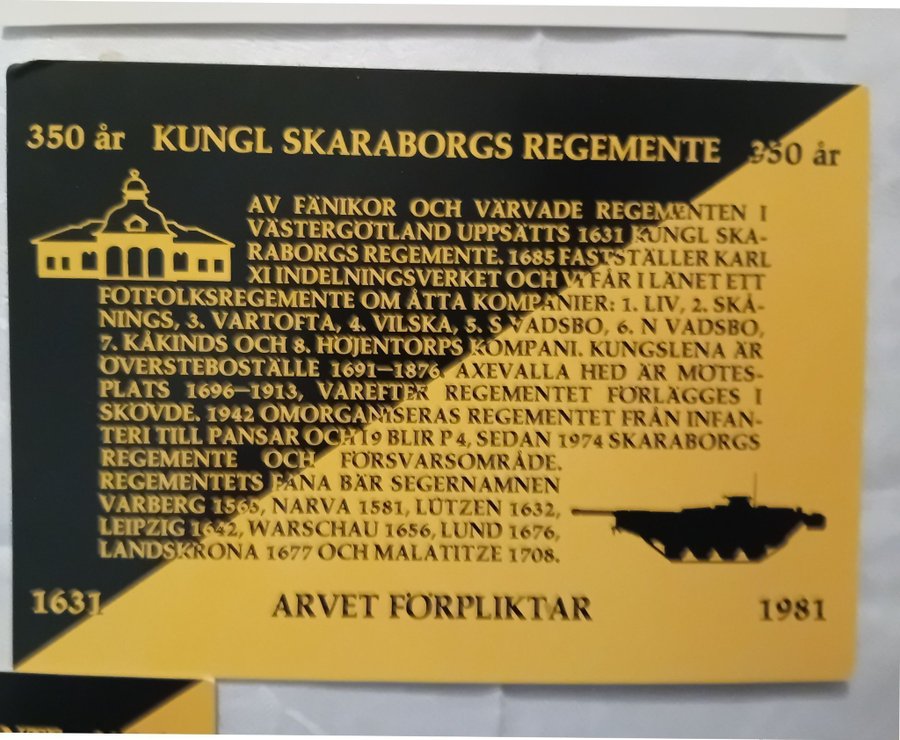 350 år KUNGL SKARABORGS REGEMENTE 350 år
AV FÄNIKOR OCH VÄRVADE REGEMENTEN I
VÄSTERGÖTLAND UPPSÄTTS 1631 KUNGL SKA-
RABORGS REGEMENTE. 1685 FASTSTÄLLER KARL
XI INDELNINGSVERKET OCH VI FÅR I LÄNET ETT
FOTFOLKSREGEMENTE OM ÅTTA KOMPANIER: 1. LIV, 2. SKÅ-
NINGS, 3. VARTOFTA, 4. VILSKA, 5. S VADSBO, 6. N VADSBO,
7. KÅKINDS OCH 8. HÖJENTORPS KOMPANI. KUNGSLENA ÄR
ÖVERSTEBOSTÄLLE 1691–1876. AXEVALLA HED ÄR MÖTES-
PLATS 1696–1913, VAREFTER REGEMENTET FÖRLÄGGES I
SKÖVDE. 1942 OMORGANISERAS REGEMENTET FRÅN INFAN-
TERI TILL PANSAR OCH I 9 BLIR P 4, SEDAN 1974 SKARABORGS
REGEMENTE OCH FÖRSVARSOMRÅDE.
REGEMENTETS FANA BÄR SEGERNAMNEN
VARBERG 1565, NARVA 1581, LÜTZEN 1632,
LEIPZIG 1642, WARSCHAU 1656, LUND 1676,
LANDSKRONA 1677 OCH MALATITZE 1708.
1631 ARVET FÖRPLIKTAR 1981